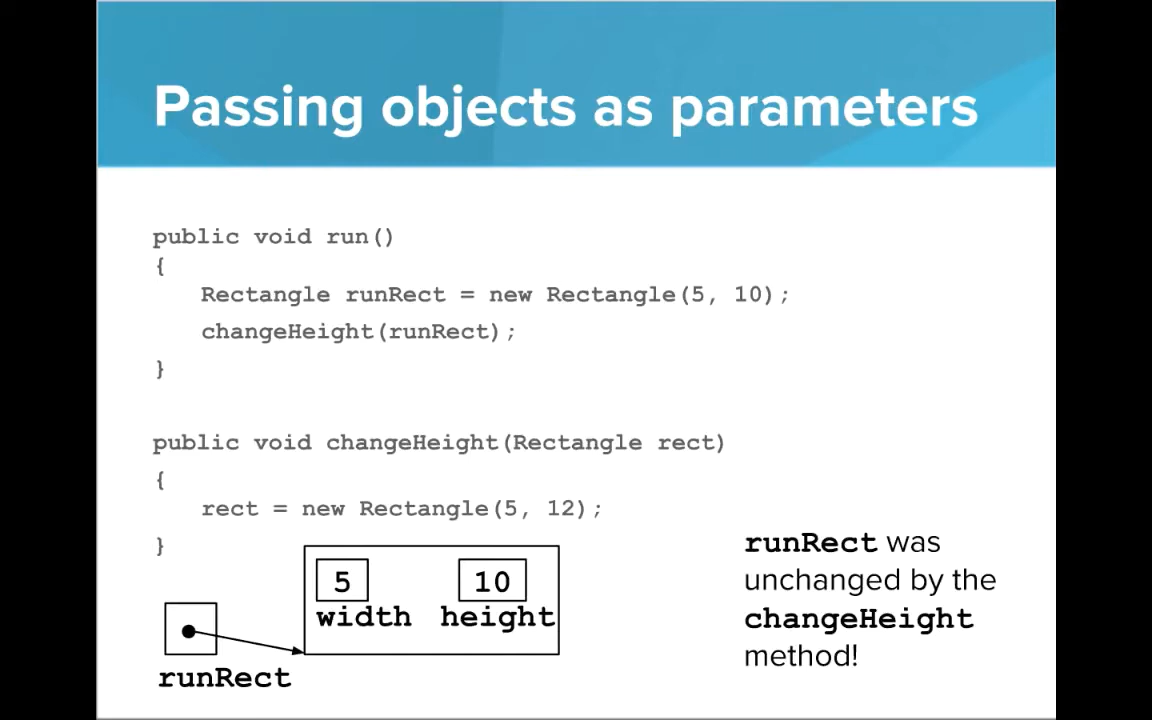 Passing objects as parameters
public void run()
{
Rectangle runRect = new Rectangle(5, 10);
changeHeight(runRect);
}
public void changeHeight(Rectangle rect)
{
rect = new Rectangle(5, 12);
}
5 10
width height
runRect
runRect was
unchanged by the
changeHeight
method!